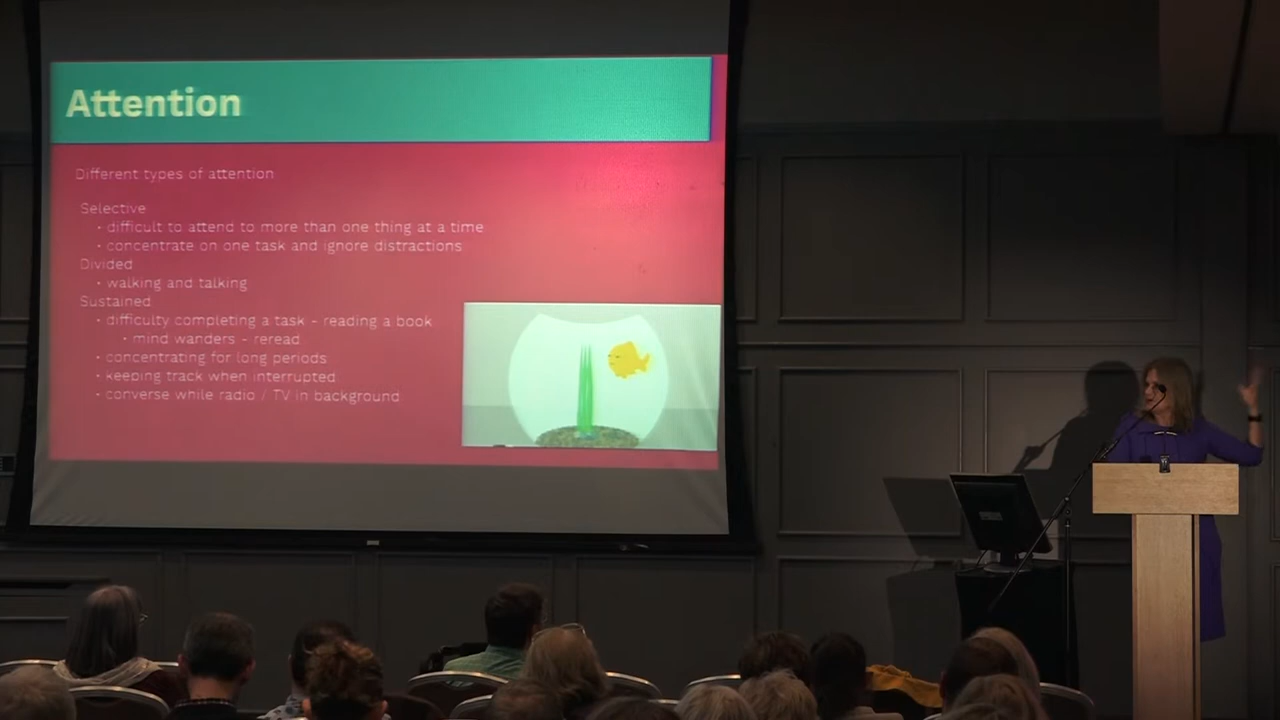 Attention
Different types of attention
Selective
• difficult to attend to more than one thing at a time
• concentrate on one task and ignore distractions
Divided
• walking and talking
Sustained
• difficulty completing a task - reading a book
• mind wanders - reread
• concentrating for long periods
• keeping track when interrupted
• converse while radio / TV in background